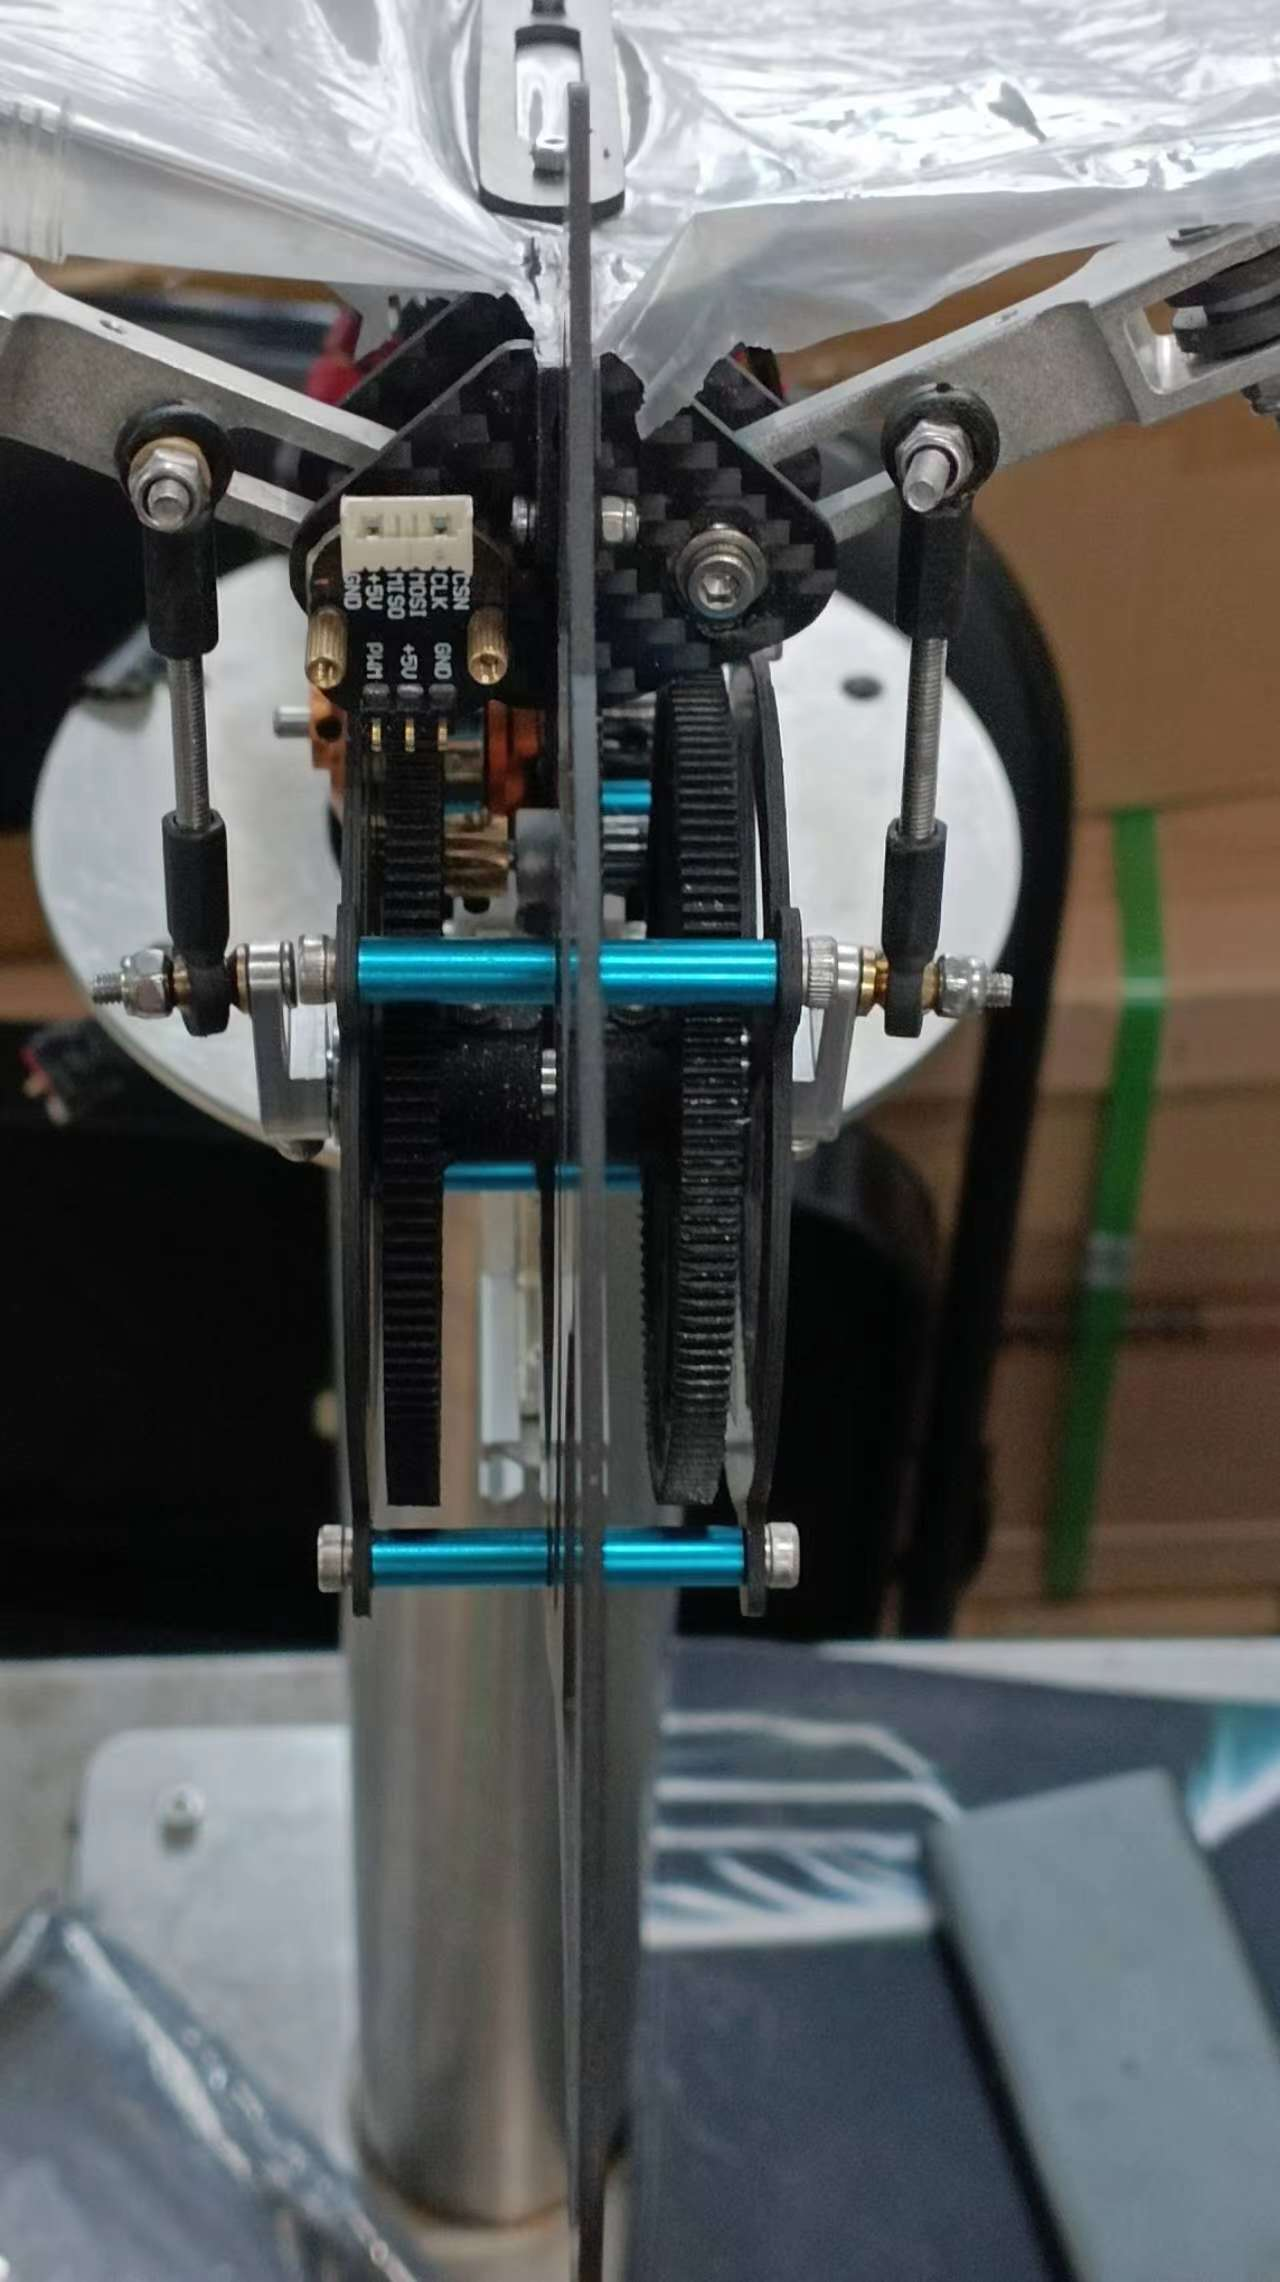 GND
+5V
MISO
MOSI
CLK
CSN
PWM
+5V
GND